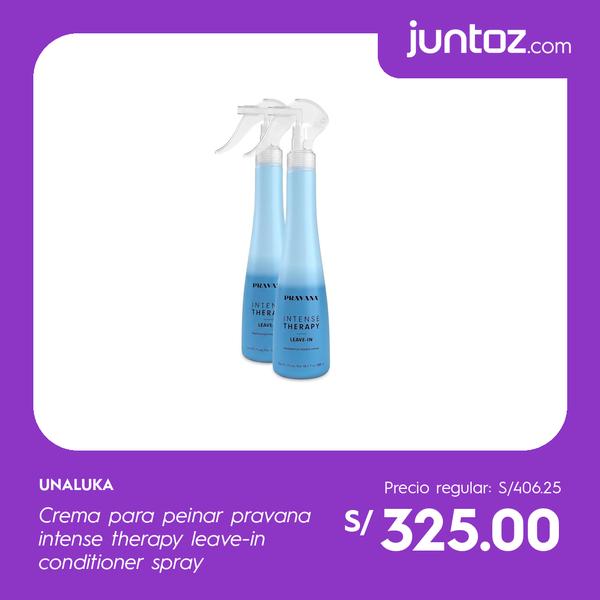 juntoz.com
PRAVANA
INTENSE
THERAPY
LEAVE-IN
PRAVANA
INTENSE
THERAPY
LEAVE-IN
UNALUKA
Crema para peinar pravana
intense therapy leave-in
conditioner spray
Precio regular: S/406.25
S/ 325.00